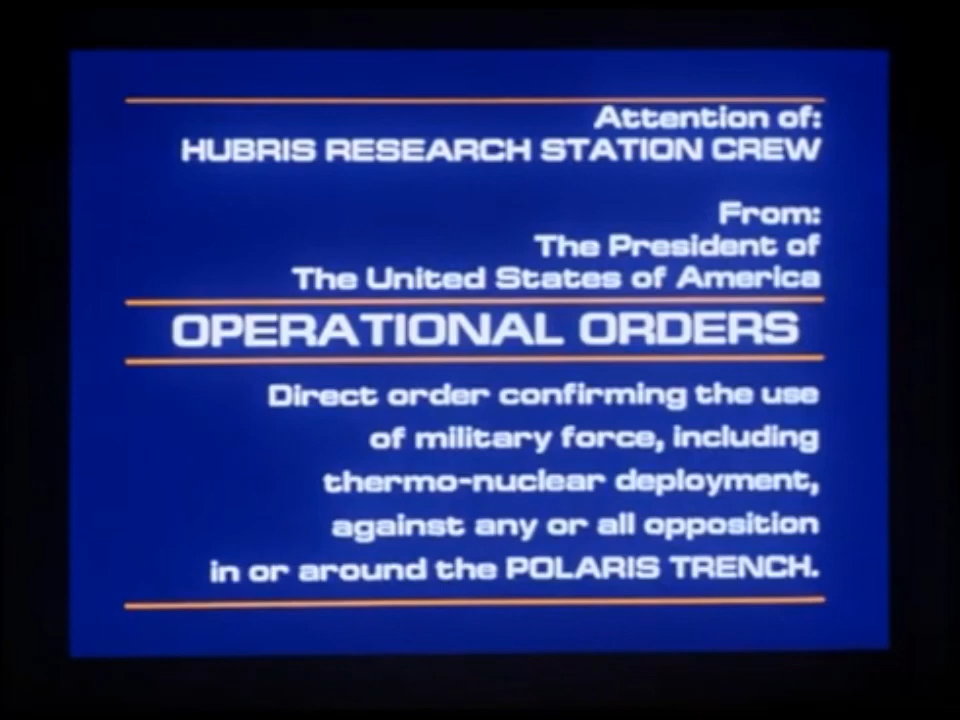 Attention of:
HUBRIS RESEARCH STATION CREW
From:
The President of
The United States of America
OPERATIONAL ORDERS
Direct order confirming the use
of military force, including
thermo-nuclear deployment,
against any or all opposition
in or around the POLARIS TRENCH.